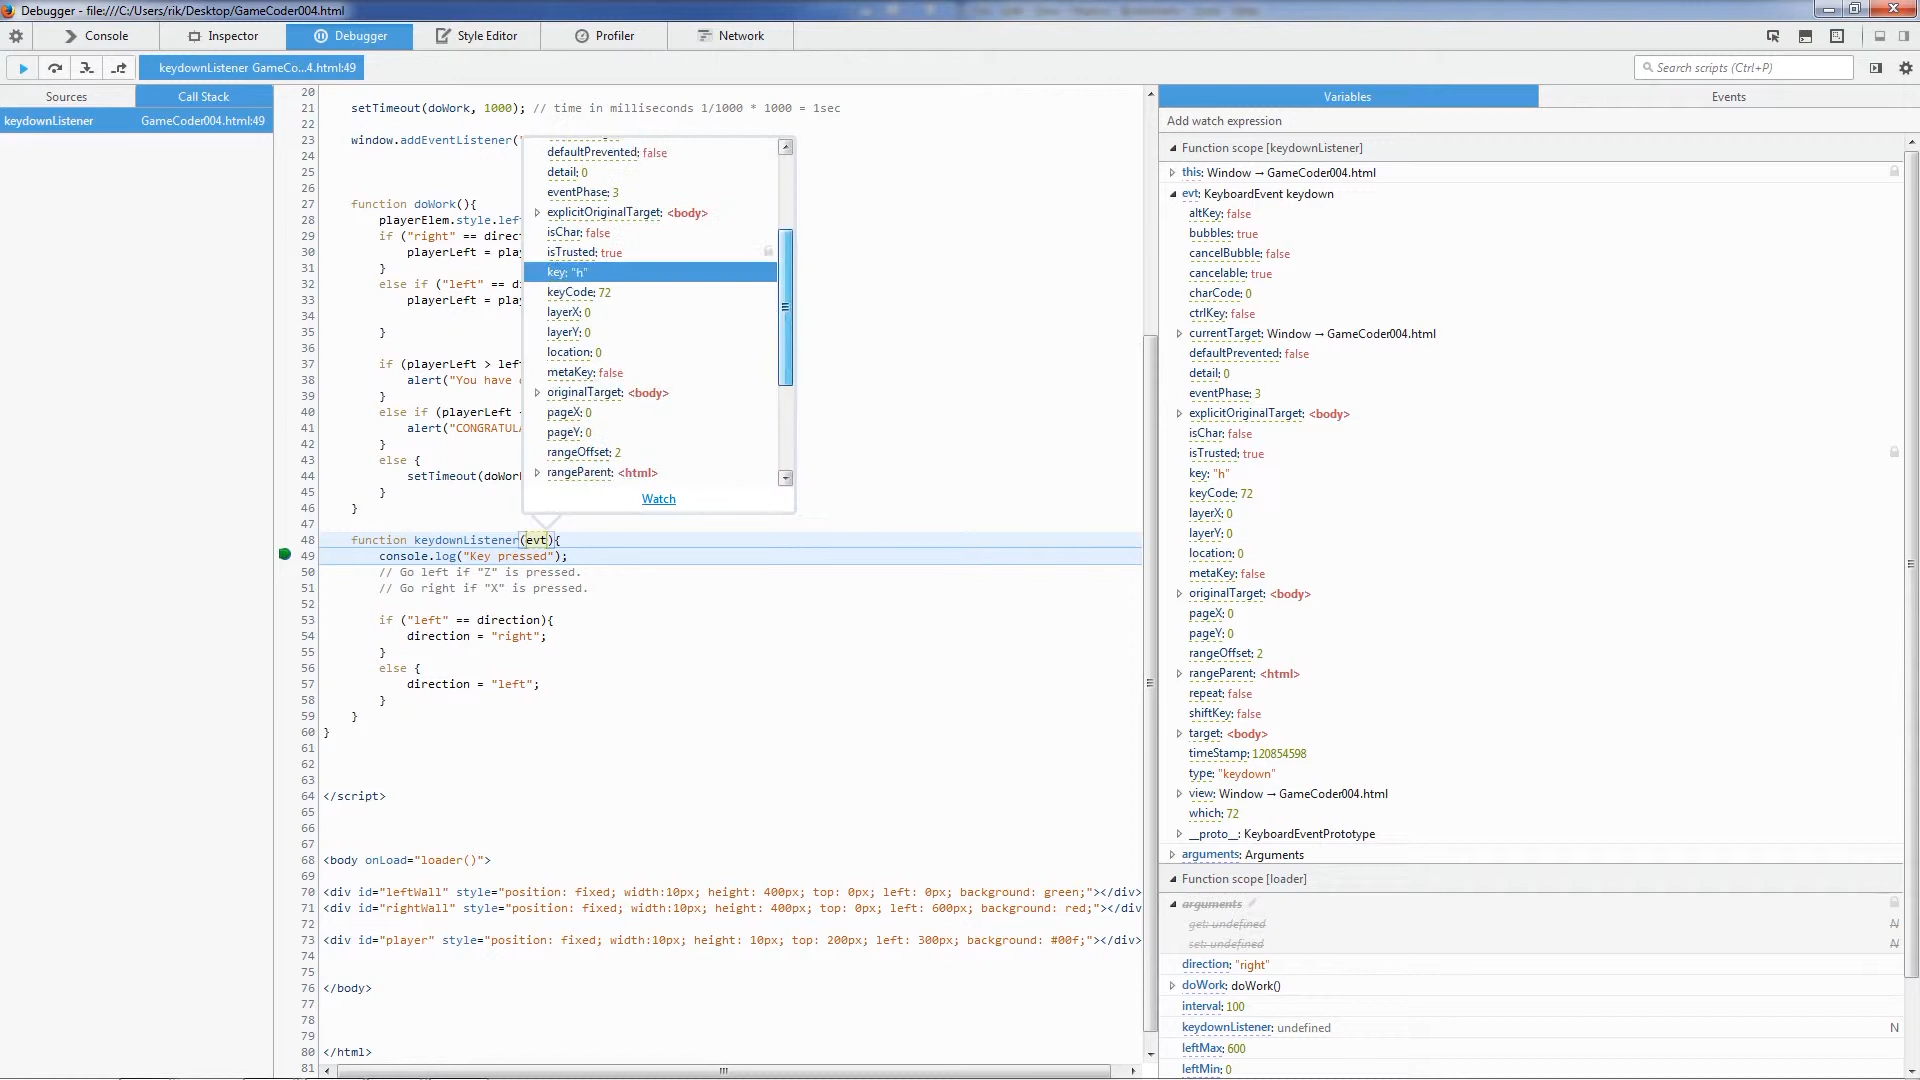 Debugger - file:///C:/Users/rik/Desktop/GameCoder004.html
Console
Inspector
Debugger
Style Editor
Profiler
Network
keydownListener GameCo...4.html:49
Search scripts (Ctrl+P)
Sources
Call Stack
keydownListener GameCoder004.html:49
20
21 setTimeout(doWork, 1000); // time in milliseconds 1/1000 * 1000 = 1sec
22
23 window.addEventListener(
24
25
26
27 function doWork(){
28 playerElem.style.left
29 if ("right" == direc
30 playerLeft = pla
31 }
32 else if ("left" == di
33 playerLeft = pla
34
35 }
36
37 if (playerLeft > left
38 alert("You have
39 }
40 else if (playerLeft
41 alert("CONGRATULA
42 }
43 else {
44 setTimeout(doWork
45 }
46 }
47
48 function keydownListener(evt){
49 console.log("Key pressed");
50 // Go left if "Z" is pressed.
51 // Go right if "X" is pressed.
52
53 if ("left" == direction){
54 direction = "right";
55 }
56 else {
57 direction = "left";
58 }
59 }
60 }
61
62
63
64 </script>
65
66
67
68 <body onLoad="loader()">
69
70 <div id="leftWall" style="position: fixed; width:10px; height: 400px; top: 0px; left: 0px; background: green;"></div>
71 <div id="rightWall" style="position: fixed; width:10px; height: 400px; top: 0px; left: 600px; background: red;"></div
72
73 <div id="player" style="position: fixed; width:10px; height: 10px; top: 200px; left: 300px; background: #00f;"></div>
74
75
76 </body>
77
78
79
80 </html>
81
defaultPrevented: false
detail: 0
eventPhase: 3
explicitOriginalTarget: <body>
isChar: false
isTrusted: true
key: "h"
keyCode: 72
layerX: 0
layerY: 0
location: 0
metaKey: false
originalTarget: <body>
pageX: 0
pageY: 0
rangeOffset: 2
rangeParent: <html>
Watch
Variables
Events
Add watch expression
Function scope [keydownListener]
this: Window → GameCoder004.html
evt: KeyboardEvent keydown
altKey: false
bubbles: true
cancelBubble: false
cancelable: true
charCode: 0
ctrlKey: false
currentTarget: Window → GameCoder004.html
defaultPrevented: false
detail: 0
eventPhase: 3
explicitOriginalTarget: <body>
isChar: false
isTrusted: true
key: "h"
keyCode: 72
layerX: 0
layerY: 0
location: 0
metaKey: false
originalTarget: <body>
pageX: 0
pageY: 0
rangeOffset: 2
rangeParent: <html>
repeat: false
shiftKey: false
target: <body>
timeStamp: 120854598
type: "keydown"
view: Window → GameCoder004.html
which: 72
__proto__: KeyboardEventPrototype
arguments: Arguments
Function scope [loader]
arguments
get: undefined N
set: undefined N
direction: "right"
doWork: doWork()
interval: 100
keydownListener: undefined N
leftMax: 600
leftMin: 0